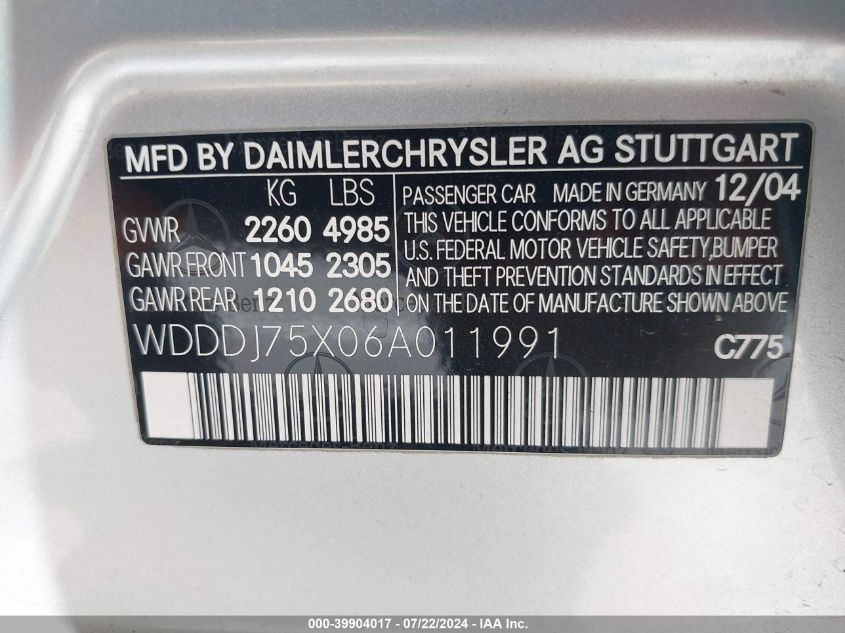 MFD BY DAIMLERCHRYSLER AG STUTTGART
KG LBS
GVWR 2260 4985
GAWR FRONT 1045 2305
GAWR REAR 1210 2680
PASSENGER CAR MADE IN GERMANY 12/04
THIS VEHICLE CONFORMS TO ALL APPLICABLE
U.S. FEDERAL MOTOR VEHICLE SAFETY, BUMPER
AND THEFT PREVENTION STANDARDS IN EFFECT
ON THE DATE OF MANUFACTURE SHOWN ABOVE
WDDDJ75X06A011991 C775
Mercedes-Benz
000-39904017 - 07/22/2024 - IAA Inc.